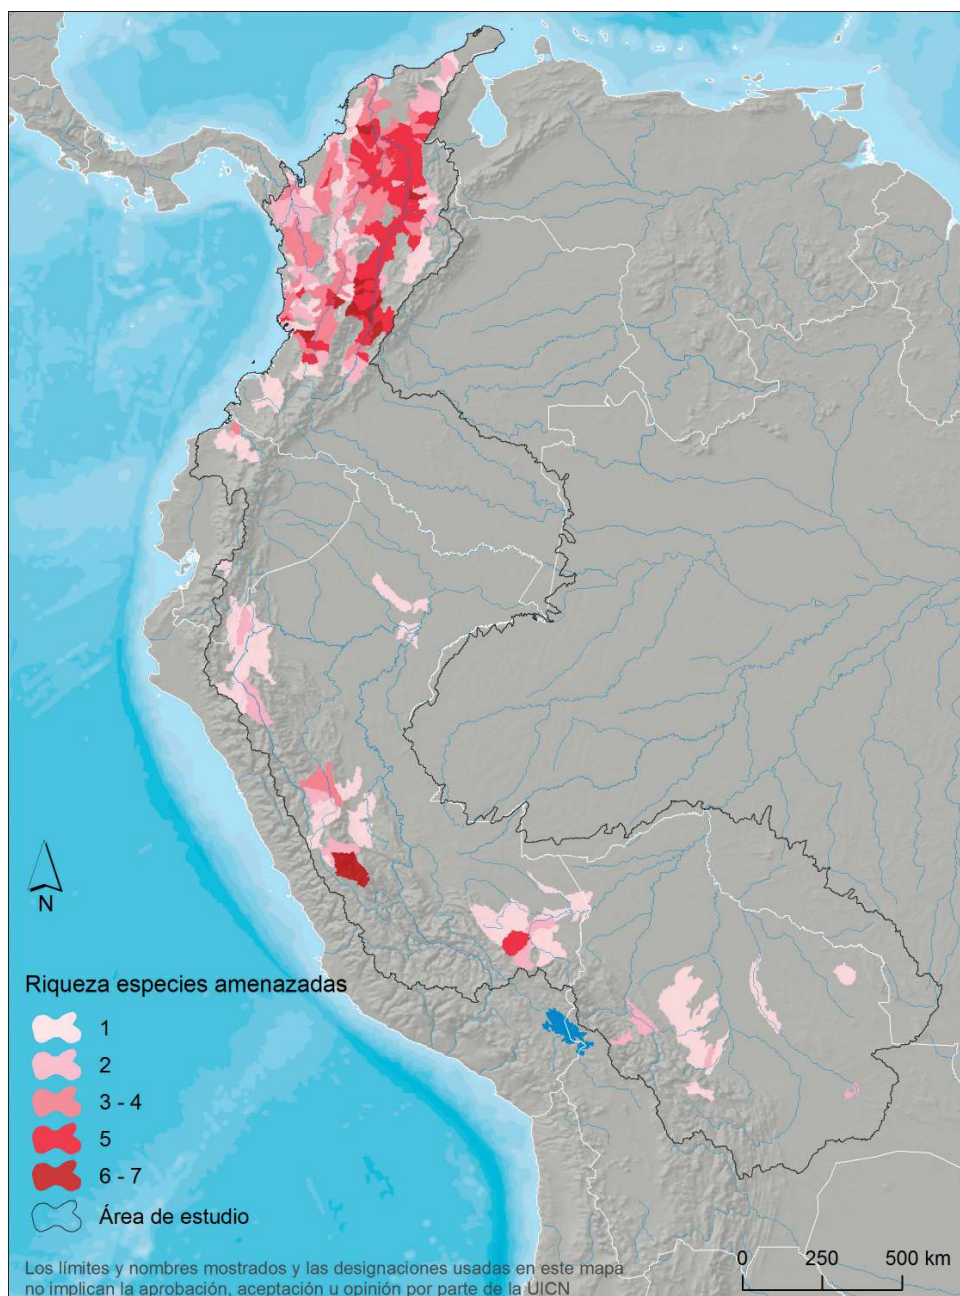 N
Riqueza especies amenazadas
1
2
3 - 4
5
6 - 7
Área de estudio
0 250 500 km
Los límites y nombres mostrados y las designaciones usadas en este mapa
no implican la aprobación, aceptación u opinión por parte de la UICN